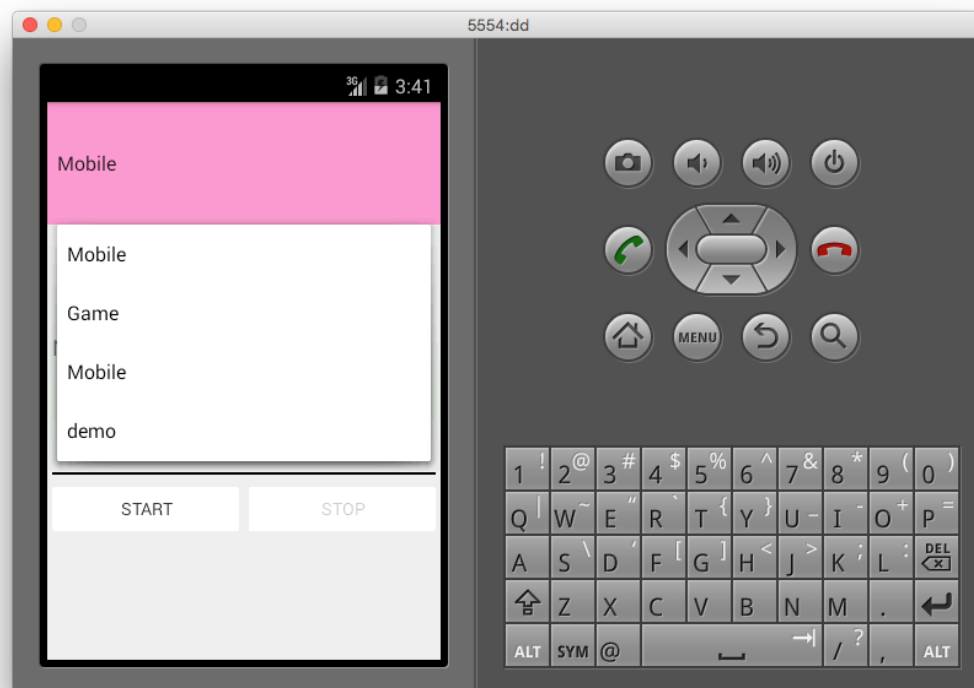 5554:dd
3G 3:41
Mobile
Mobile
Game
Mobile
demo
START STOP
MENU
1 ! 2 @ 3 # 4 $ 5 % 6 ^ 7 & 8 * 9 ( 0 )
Q | W ~ E “ R ` T { Y } U _ I - O + P =
A S \ D ‘ F [ G ] H < J > K ; L : DEL
Z X C V B N M .
ALT SYM @ / ? , ALT